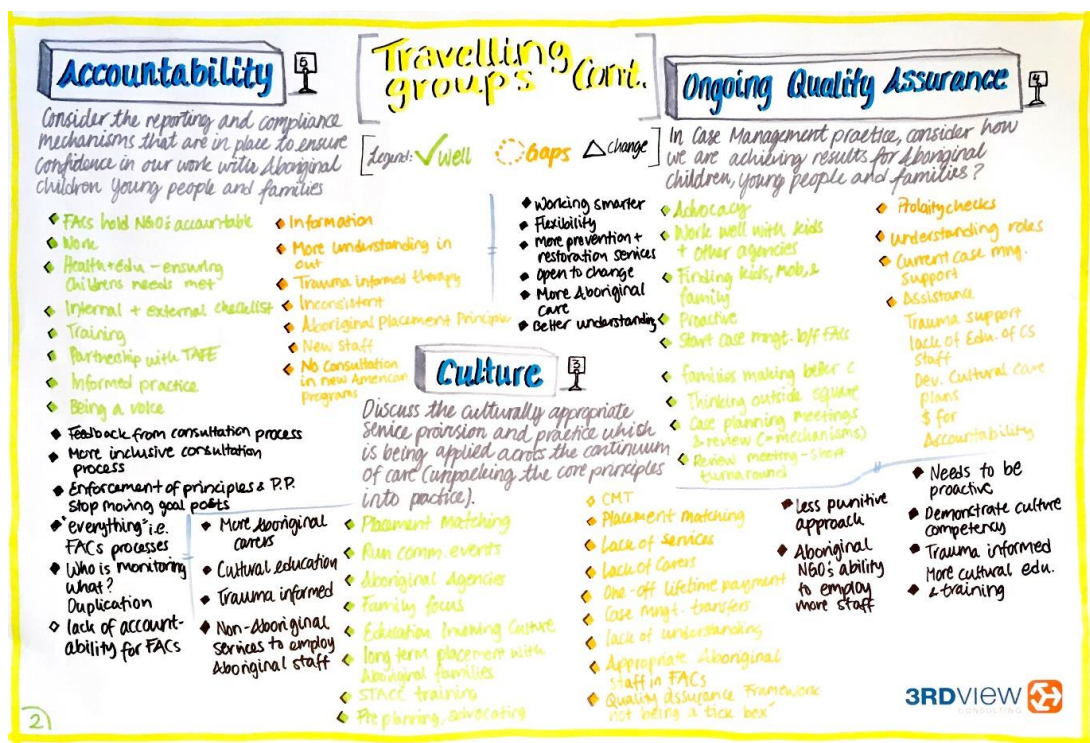 Travelling
groups Cont.
Legend: Well Gaps change
Accountability
5
Consider the reporting and compliance
mechanisms that are in place to ensure
confidence in our work with Aboriginal
children young people and families
FACs hold NGO's accountable
Work
Health + edu - ensuring
Childrens needs met
Internal + external checklist
Training
Partnership with TAFE
Informed practice
Being a voice
Information
More understanding in
out
Trauma informed therapy
Inconsistent
Aboriginal Placement Principle
New staff
No consultation
in new American
Programs
Feedback from consultation process
More inclusive consultation
process
Enforcement of principles & P.P.
Stop moving goal posts
"everything" i.e.
FACs processes
Who is monitoring
what?
Duplication
lack of account-
ability for FACs
Working smarter
Flexibility
More prevention +
restoration services
Open to change
More Aboriginal
care
Better understanding
Ongoing Quality Assurance
4
In Case Management practice, consider how
we are achieving results for Aboriginal
children, young people and families?
Advocacy
Work well with kids
+ other agencies
Finding kids, Mob, &
family
Proactive
Start case mngt. b/f FACs
families making better c
Thinking outside square
Case planning meetings
& review (-mechanisms)
Review meeting - short
turnaround
checks
understanding roles
Current case mng.
support
Assistance
Trauma support
lack of Edu. of CS
staff
Dev. Cultural care
plans
$ for
Accountability
Needs to be
proactive
Demonstrate culture
competency
Trauma informed
More cultural edu.
& training
Less punitive
approach
Aboriginal
NGO's ability
to employ
more staff
Culture
3
Discuss the culturally appropriate
service provision and practice which
is being applied across the continuum
of care (unpacking the core principles
into practice).
Placement Matching
Run comm. events
Aboriginal Agencies
Family focus
Education Involving Culture
long term placement with
Aboriginal families
training
Pre planning, advocating
CMT
Placement matching
Lack of services
Lack of Carers
One-off lifetime payment
Case mngt. transfers
lack of understanding
Appropriate Aboriginal
staff in FACs
Quality assurance Framework
not being a tick box"
More Aboriginal
carers
Cultural education
Trauma informed
Non-Aboriginal
services to employ
Aboriginal staff
2
3RDVIEW
CONSULTING